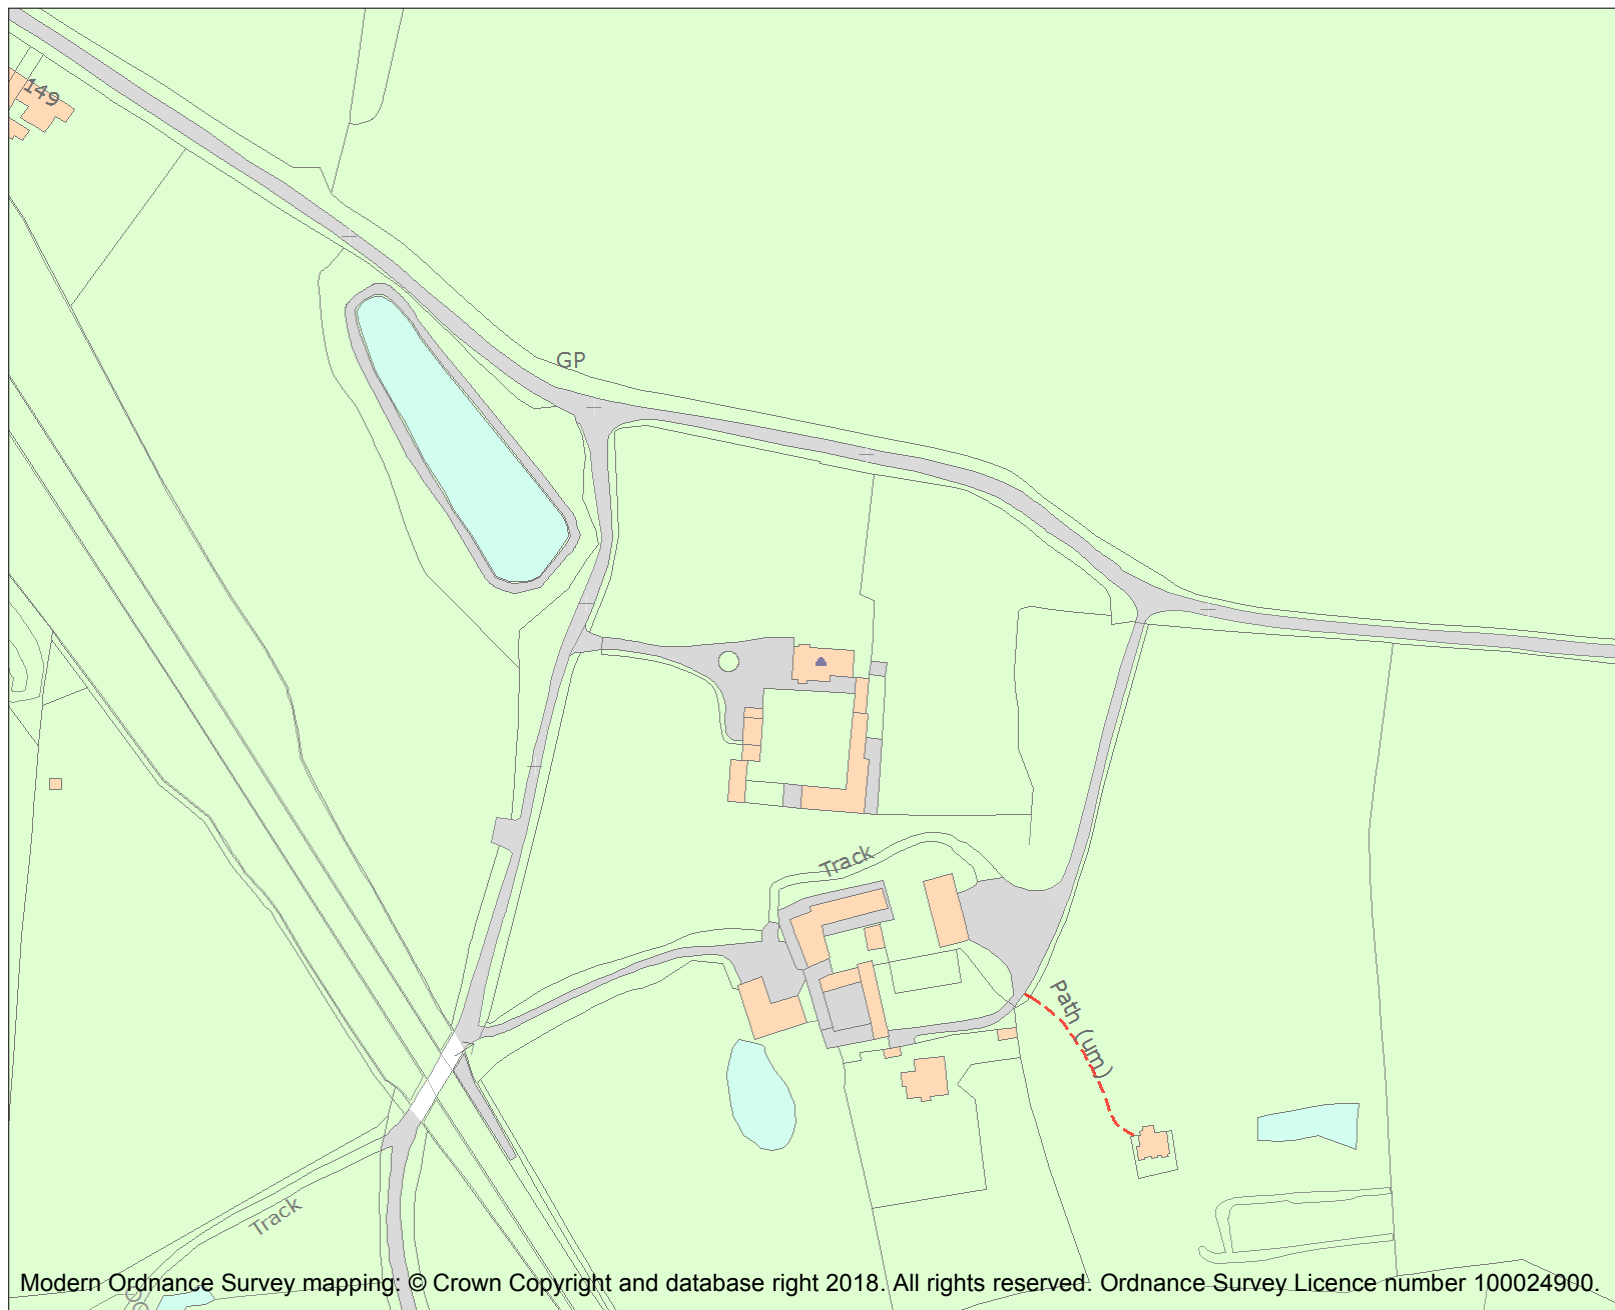 149
GP
Track
Path (um)
Track
Modern Ordnance Survey mapping: © Crown Copyright and database right 2018. All rights reserved. Ordnance Survey Licence number 100024900.